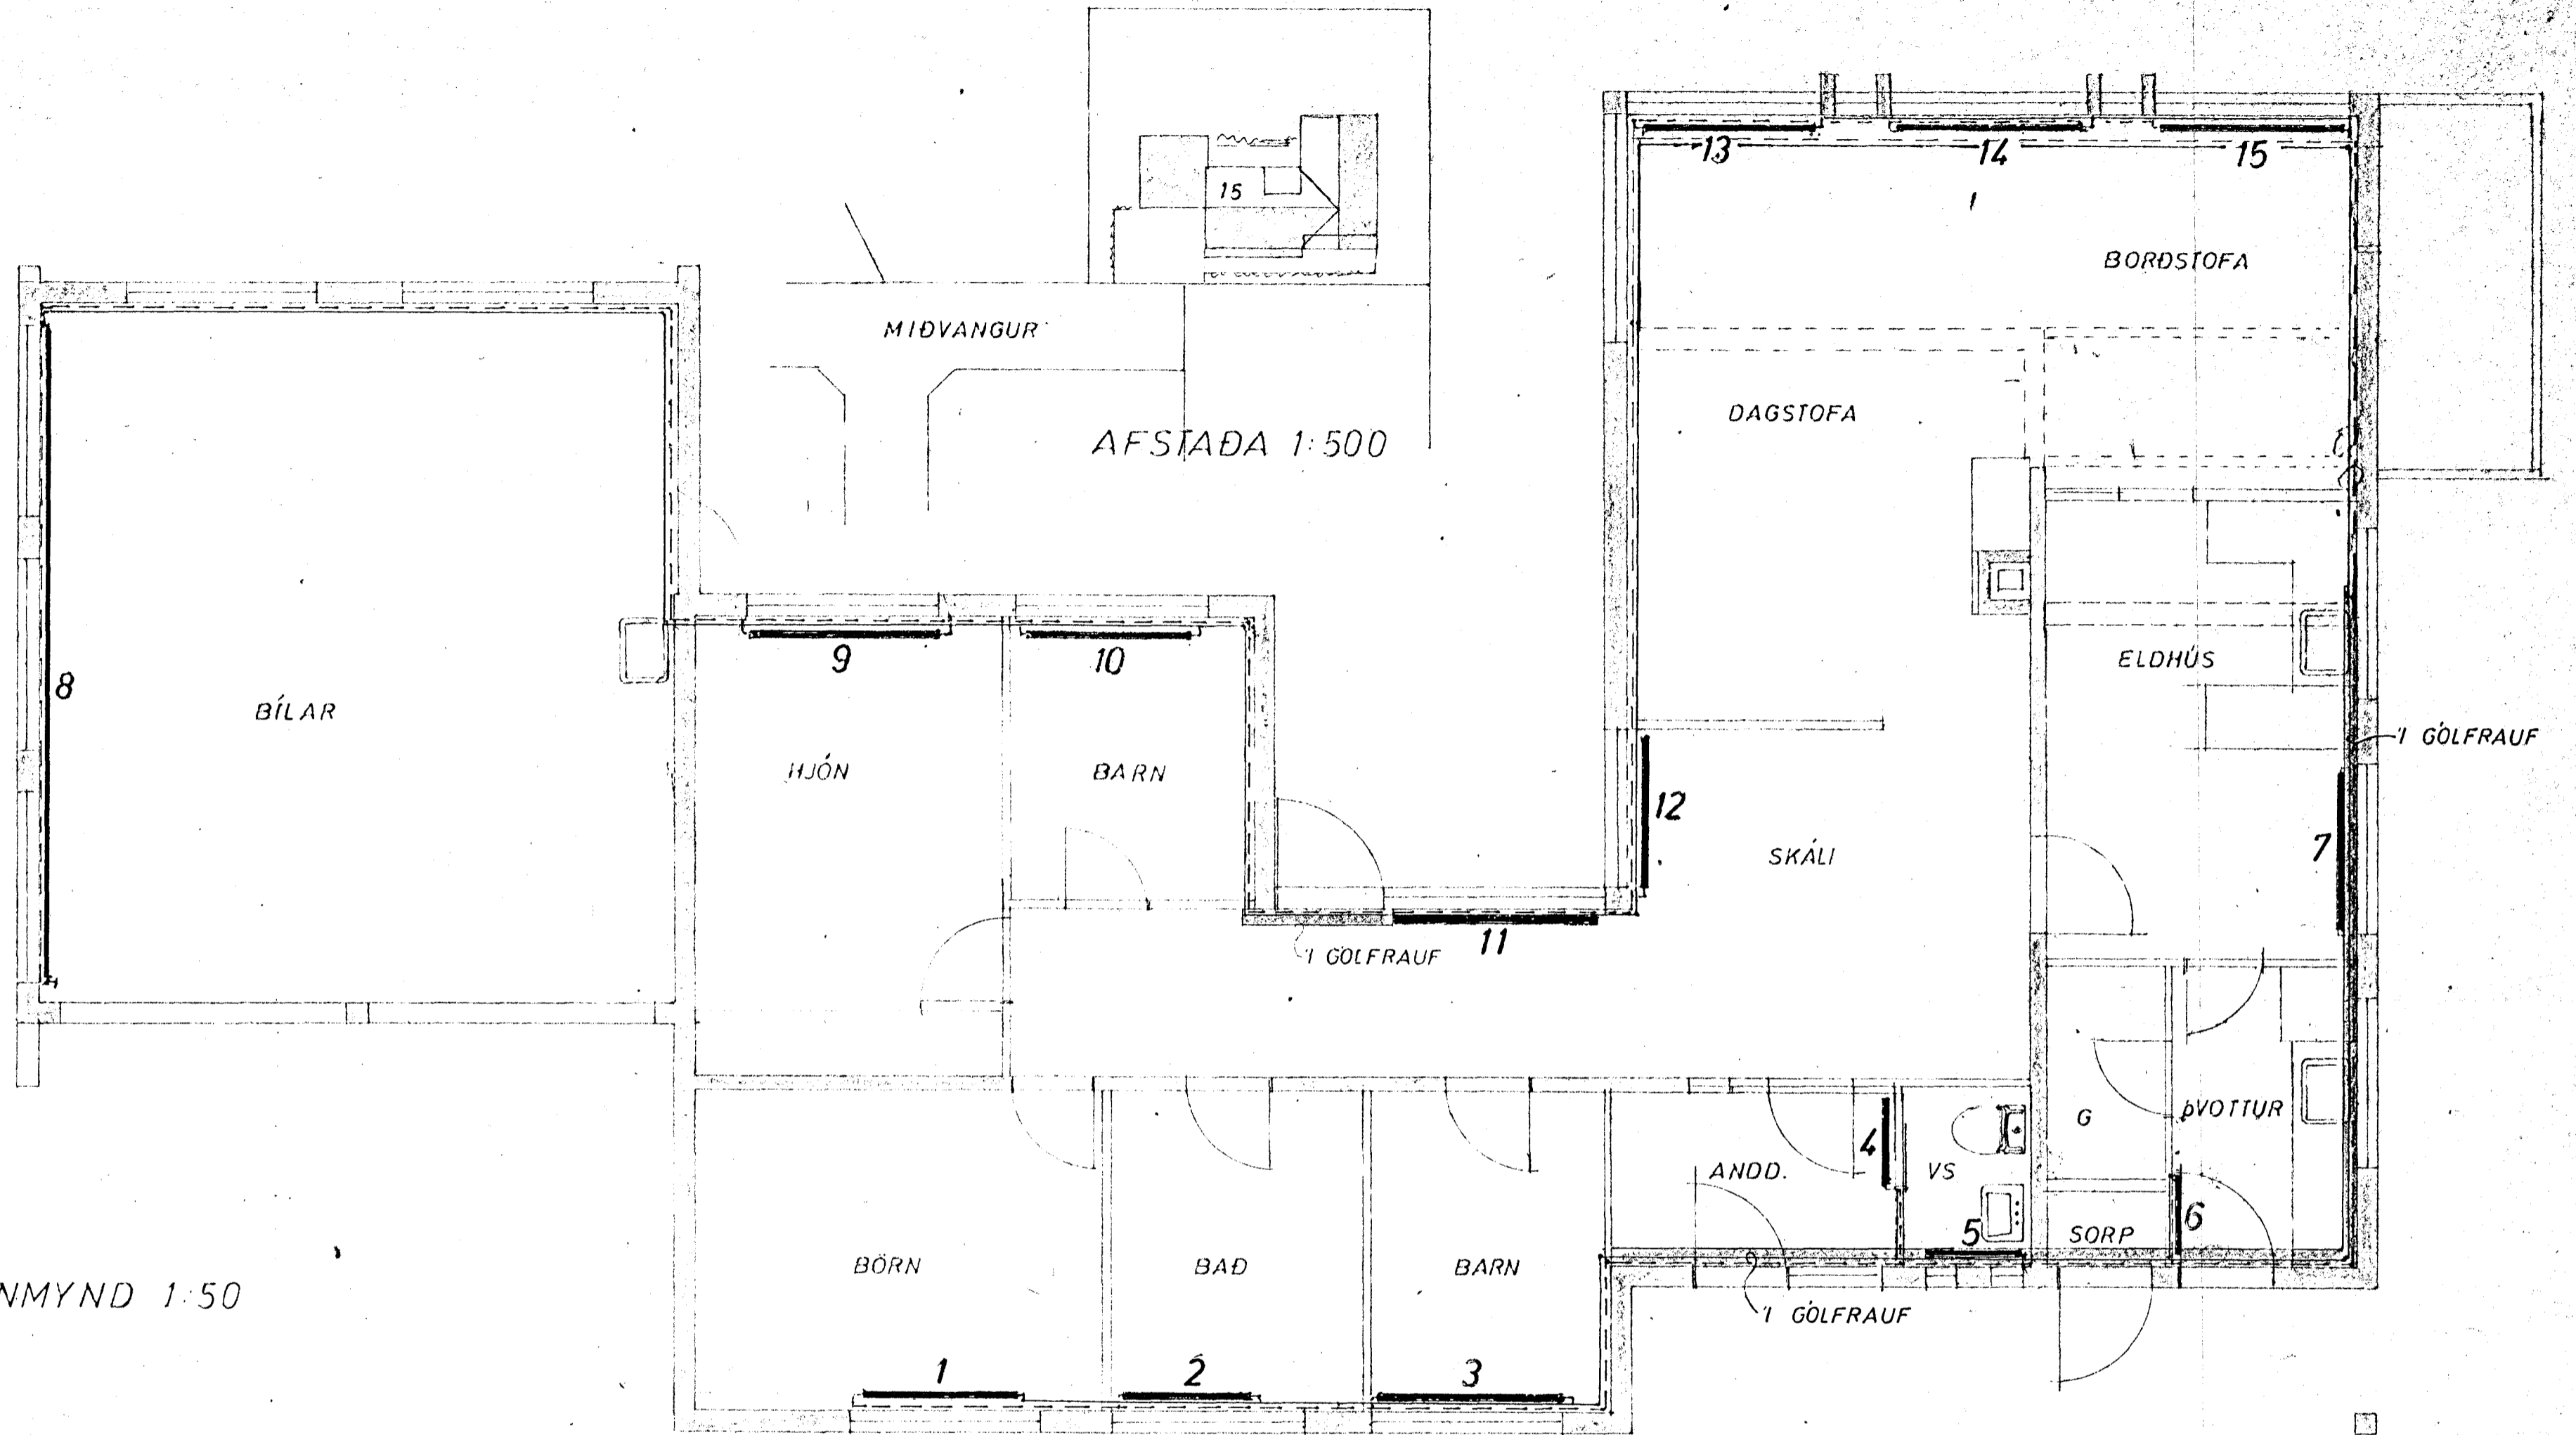 13
14
15
15
BORÐSTOFA
MIÐVANGUR
DAGSTOFA
AFSTAÐA 1:500
9
10
ELDHÚS
8
BÍLAR
Í GÓLFRAUF
HJÓN
BARN
12
7
SKÁLI
11
Í GÓLFRAUF
G
ÞVOTTUR
4
ANDD.
VS
6
5
SORP
BÖRN
BAÐ
BARN
NMYND 1:50
Í GÓLFRAUF
1
2
3